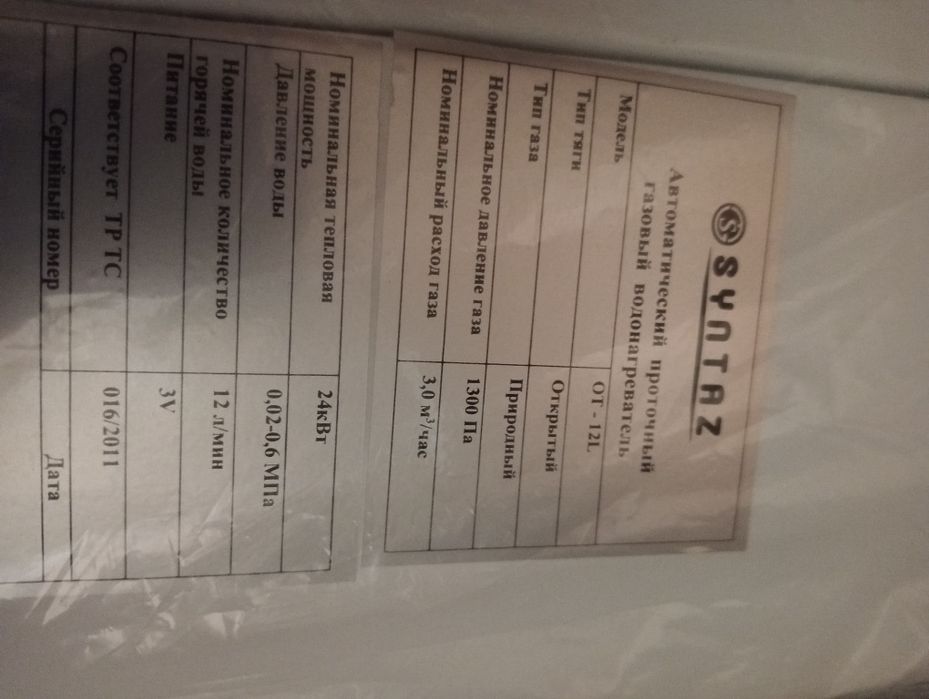 SYNTAZ
Автоматический проточный
газовый водонагреватель
Модель ОТ - 12L
Тип тяги Открытый
Тип газа Природный
Номинальное давление газа 1300 Па
Номинальный расход газа 3,0 м³/час
Номинальная тепловая
мощность 24кВт
Давление воды 0,02-0,6 МПа
Номинальное количество
горячей воды 12 л/мин
Питание 3V
Соответствует ТР ТС 016/2011
Серийный номер Дата